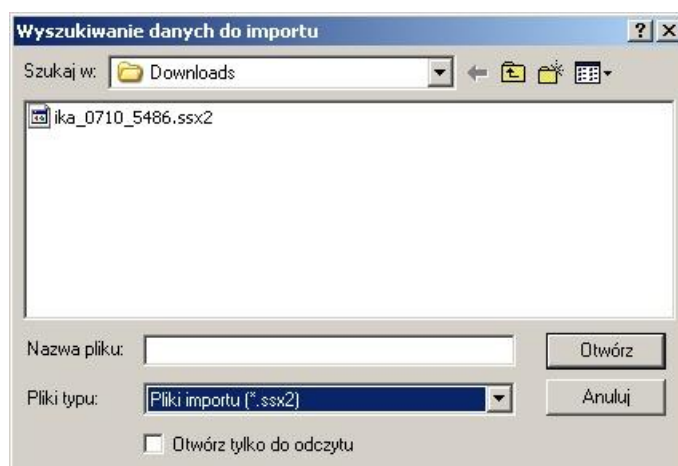 Wyszukiwanie danych do importu
Szukaj w: Downloads
ika_0710_5486.ssx2
Nazwa pliku: Otwórz
Pliki typu: Pliki importu (*.ssx2) Anuluj
Otwórz tylko do odczytu